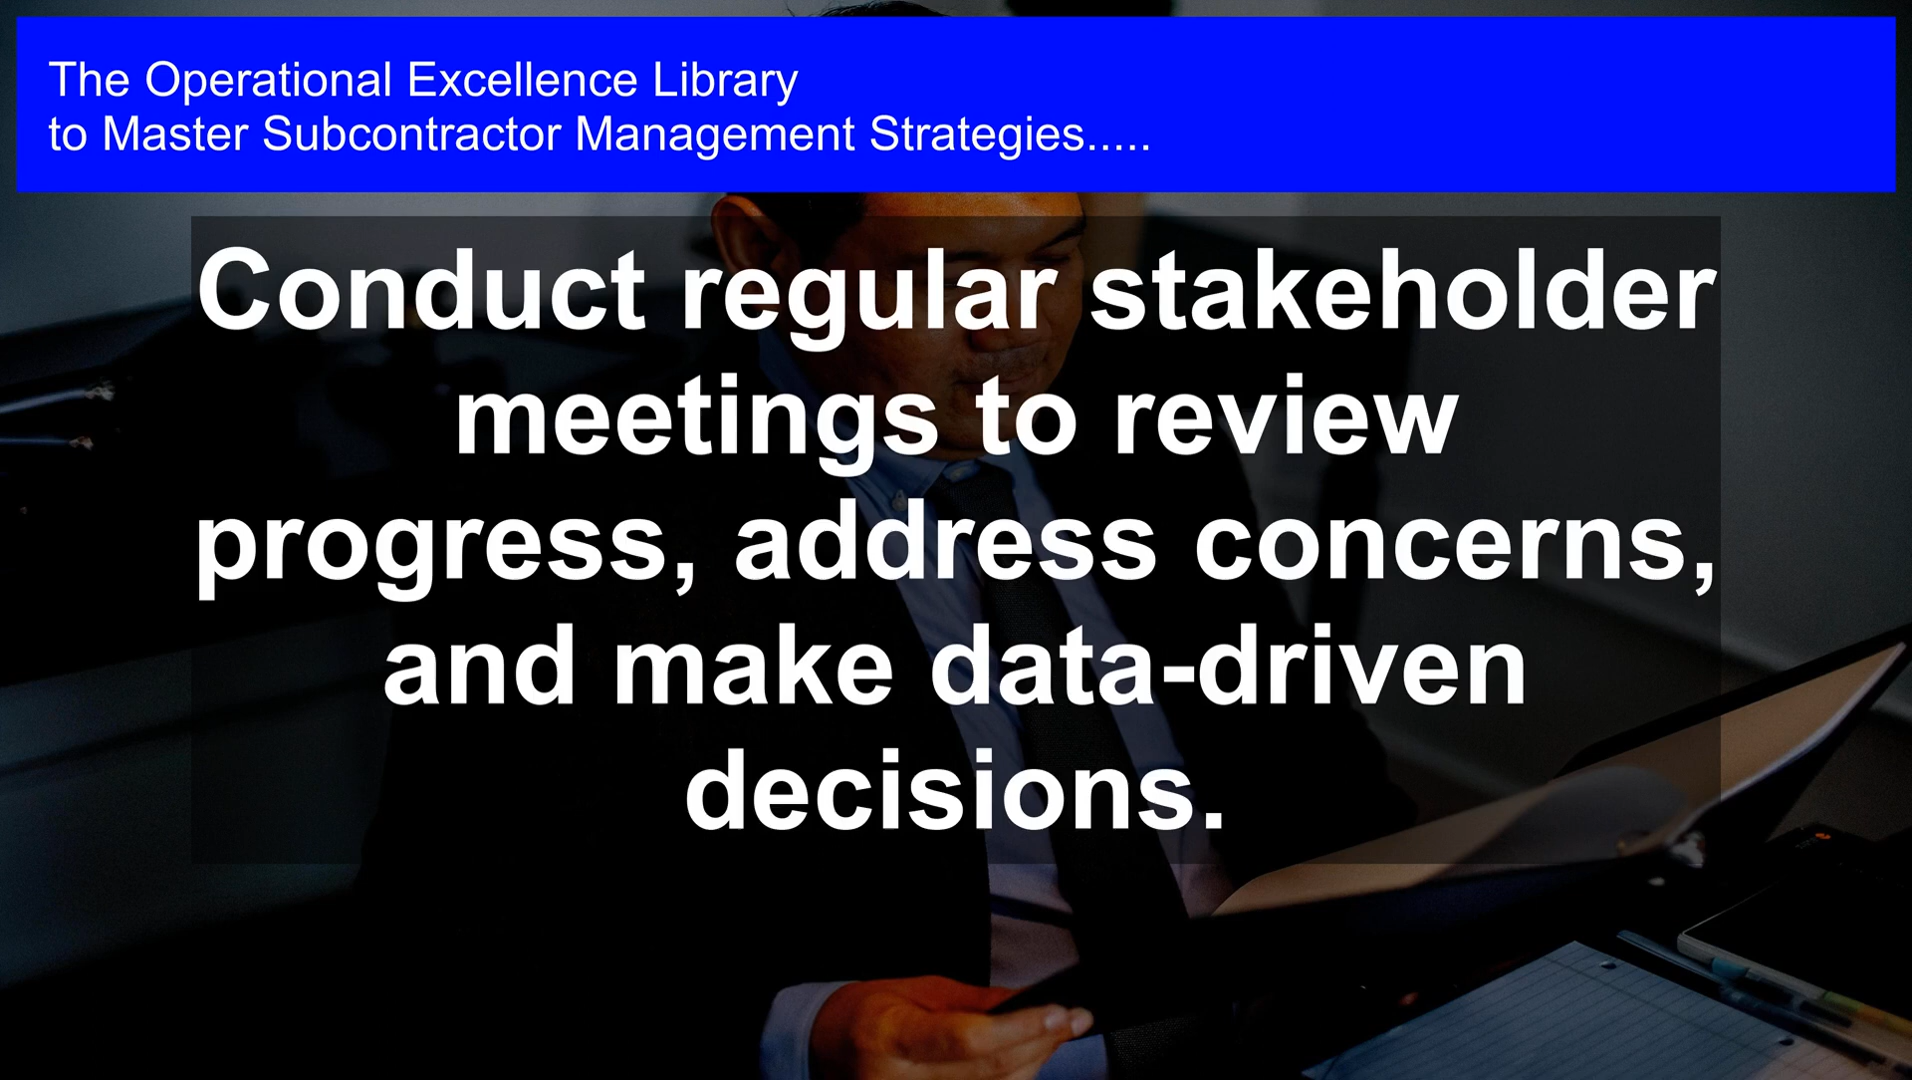 The Operational Excellence Library
to Master Subcontractor Management Strategies.....
Conduct regular stakeholder
meetings to review
progress, address concerns,
and make data-driven
decisions.